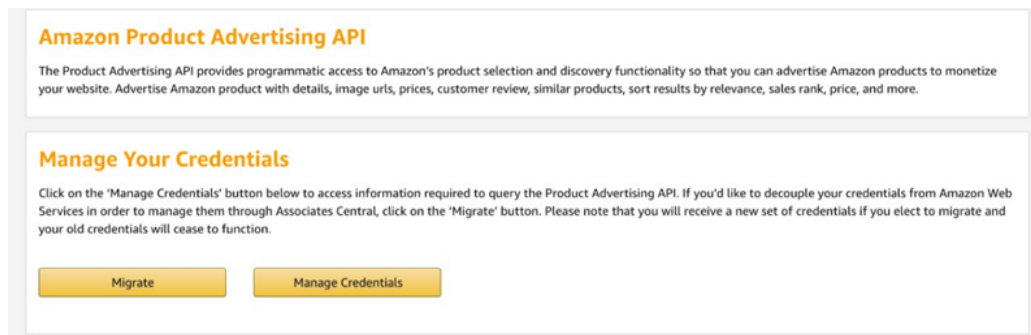 Amazon Product Advertising API
The Product Advertising API provides programmatic access to Amazon's product selection and discovery functionality so that you can advertise Amazon products to monetize
your website. Advertise Amazon product with details, image urls, prices, customer review, similar products, sort results by relevance, sales rank, price, and more.
Manage Your Credentials
Click on the 'Manage Credentials' button below to access information required to query the Product Advertising API. If you'd like to decouple your credentials from Amazon Web
Services in order to manage them through Associates Central, click on the 'Migrate' button. Please note that you will receive a new set of credentials if you elect to migrate and
your old credentials will cease to function.
Migrate Manage Credentials